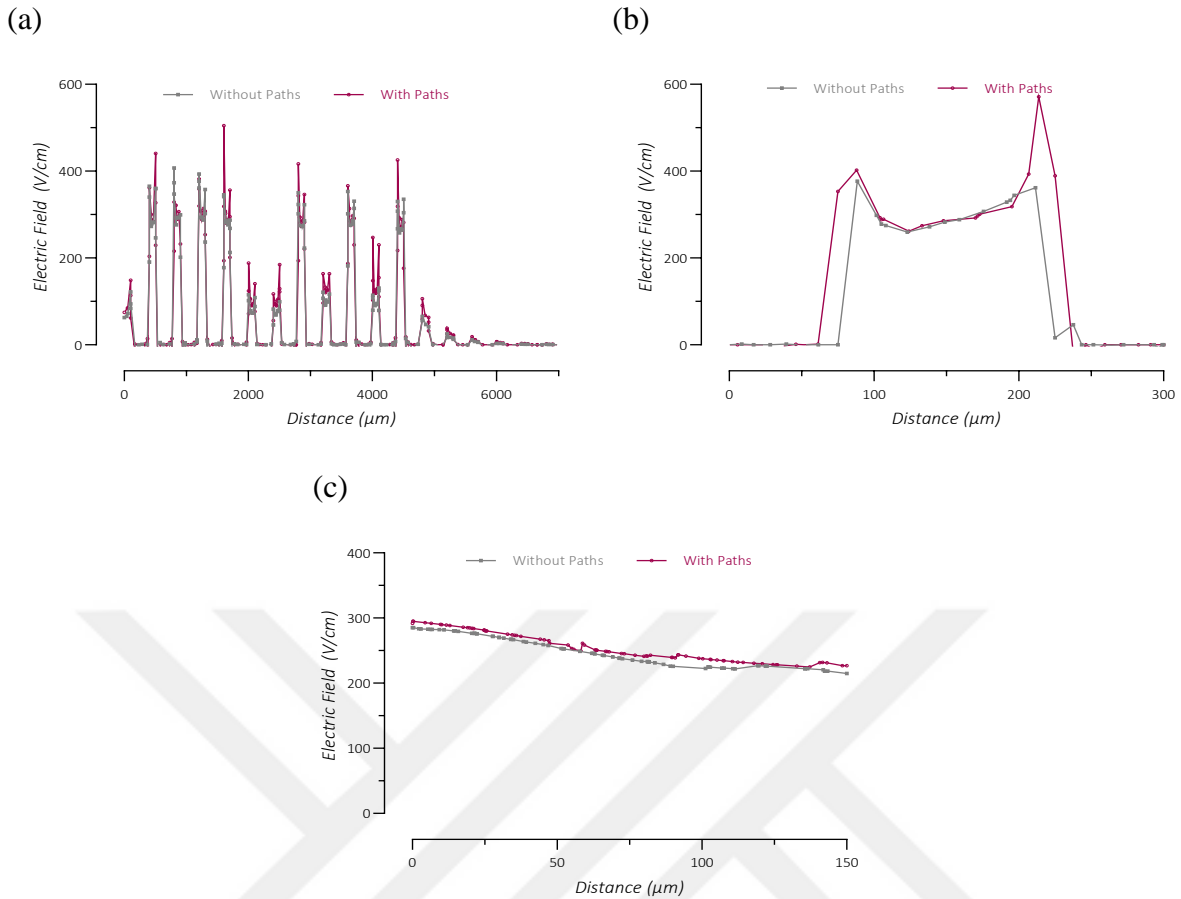 (a)
(b)
600
Without Paths
With Paths
400
200
0
Electric Field (V/cm)
0
2000
4000
6000
Distance (µm)
600
Without Paths
With Paths
400
200
0
Electric Field (V/cm)
0
100
200
300
Distance (µm)
(c)
400
Without Paths
With Paths
300
200
100
0
Electric Field (V/cm)
0
50
100
150
Distance (µm)